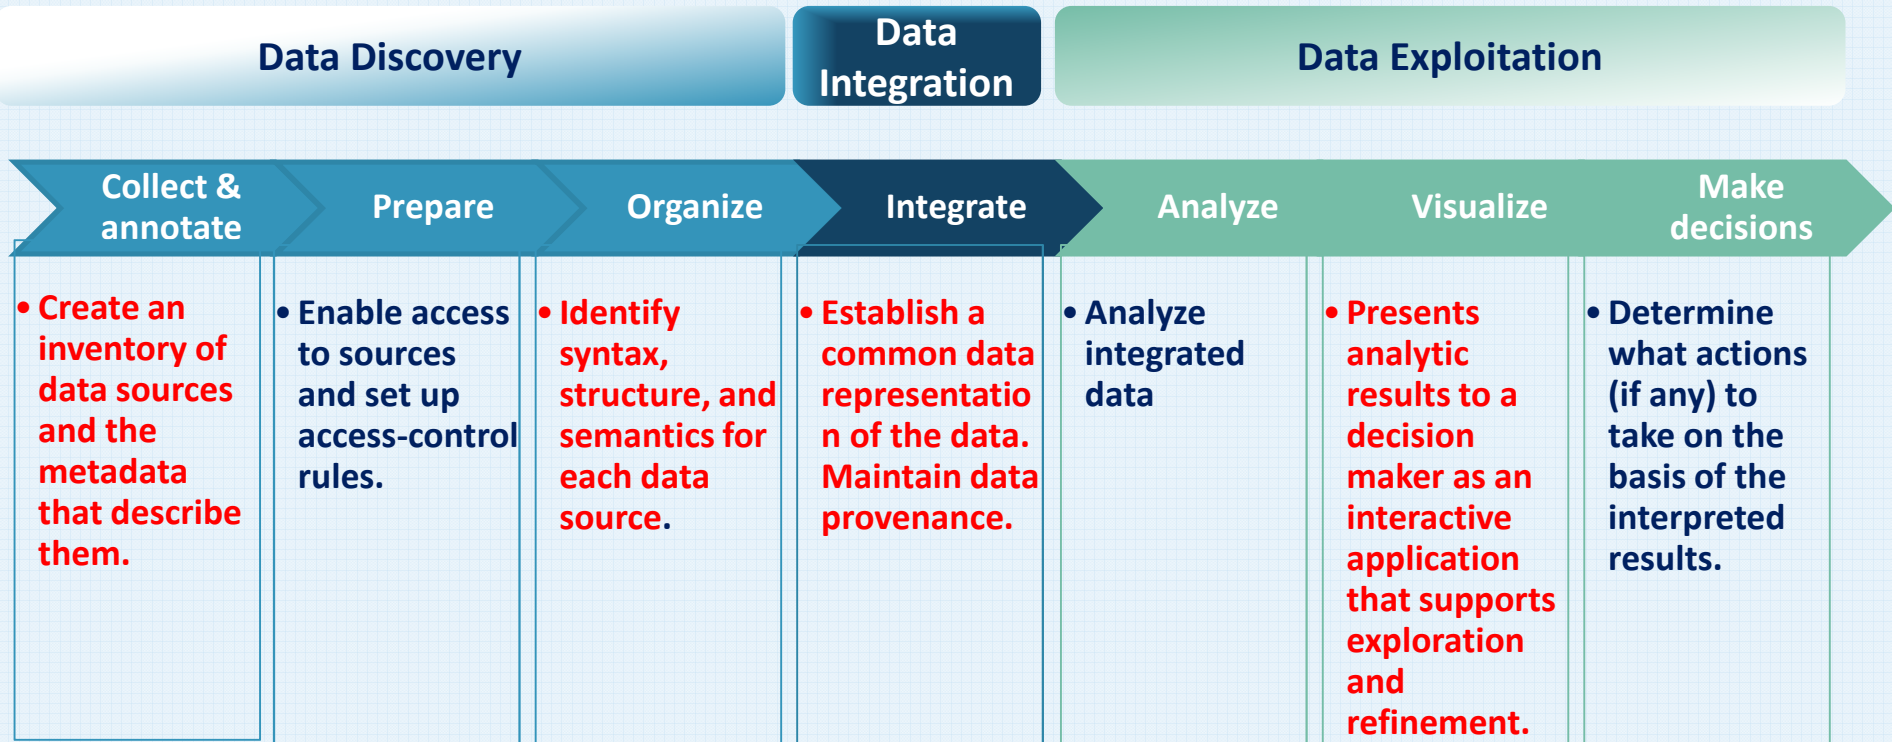 Data Discovery
Data
Integration
Data Exploitation
Collect &
annotate
Prepare
Organize
Integrate
Analyze
Visualize
Make
decisions
• Create an
inventory of
data sources
and the
metadata
that describe
them.
• Enable access
to sources
and set up
access-control
rules.
• Identify
syntax,
structure, and
semantics for
each data
source.
• Establish a
common data
representatio
n of the data.
Maintain data
provenance.
• Analyze
integrated
data
• Presents
analytic
results to a
decision
maker as an
interactive
application
that supports
exploration
and
refinement.
• Determine
what actions
(if any) to
take on the
basis of the
interpreted
results.